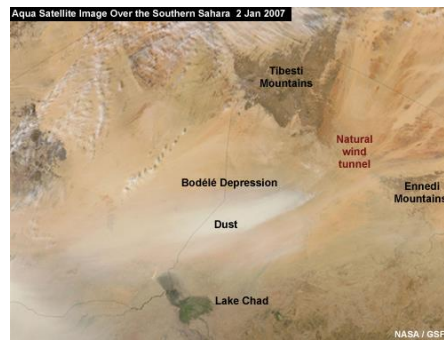 Aqua Satellite Image Over the Southern Sahara 2 Jan 2007
Tibesti
Mountains
Natural
wind
tunnel
Bodélé Depression
Ennedi
Mountains
Dust
Lake Chad
NASA / GSF